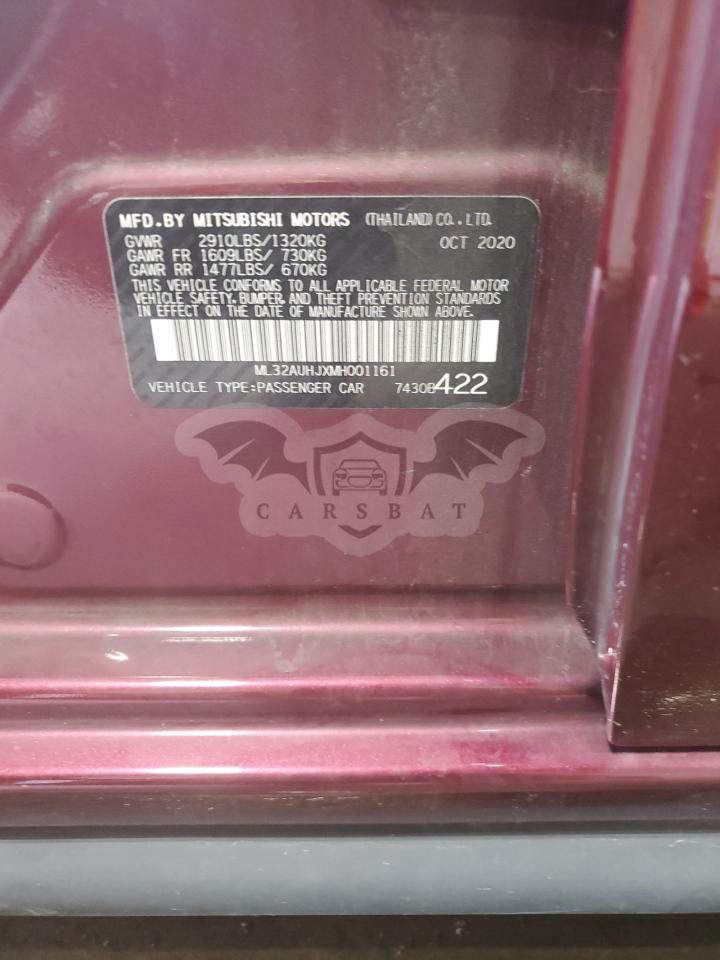 MFD.BY MITSUBISHI MOTORS (THAILAND)CO.,LTD.
GVWR 2910LBS/1320KG OCT 2020
GAWR FR 1609LBS/ 730KG
GAWR RR 1477LBS/ 670KG
THIS VEHICLE CONFORMS TO ALL APPLICABLE FEDERAL MOTOR
VEHICLE SAFETY, BUMPER, AND THEFT PREVENTION STANDARDS
IN EFFECT ON THE DATE OF MANUFACTURE SHOWN ABOVE.
ML32AUHJXMH001161
VEHICLE TYPE:PASSENGER CAR 7430B422
CARSBAT